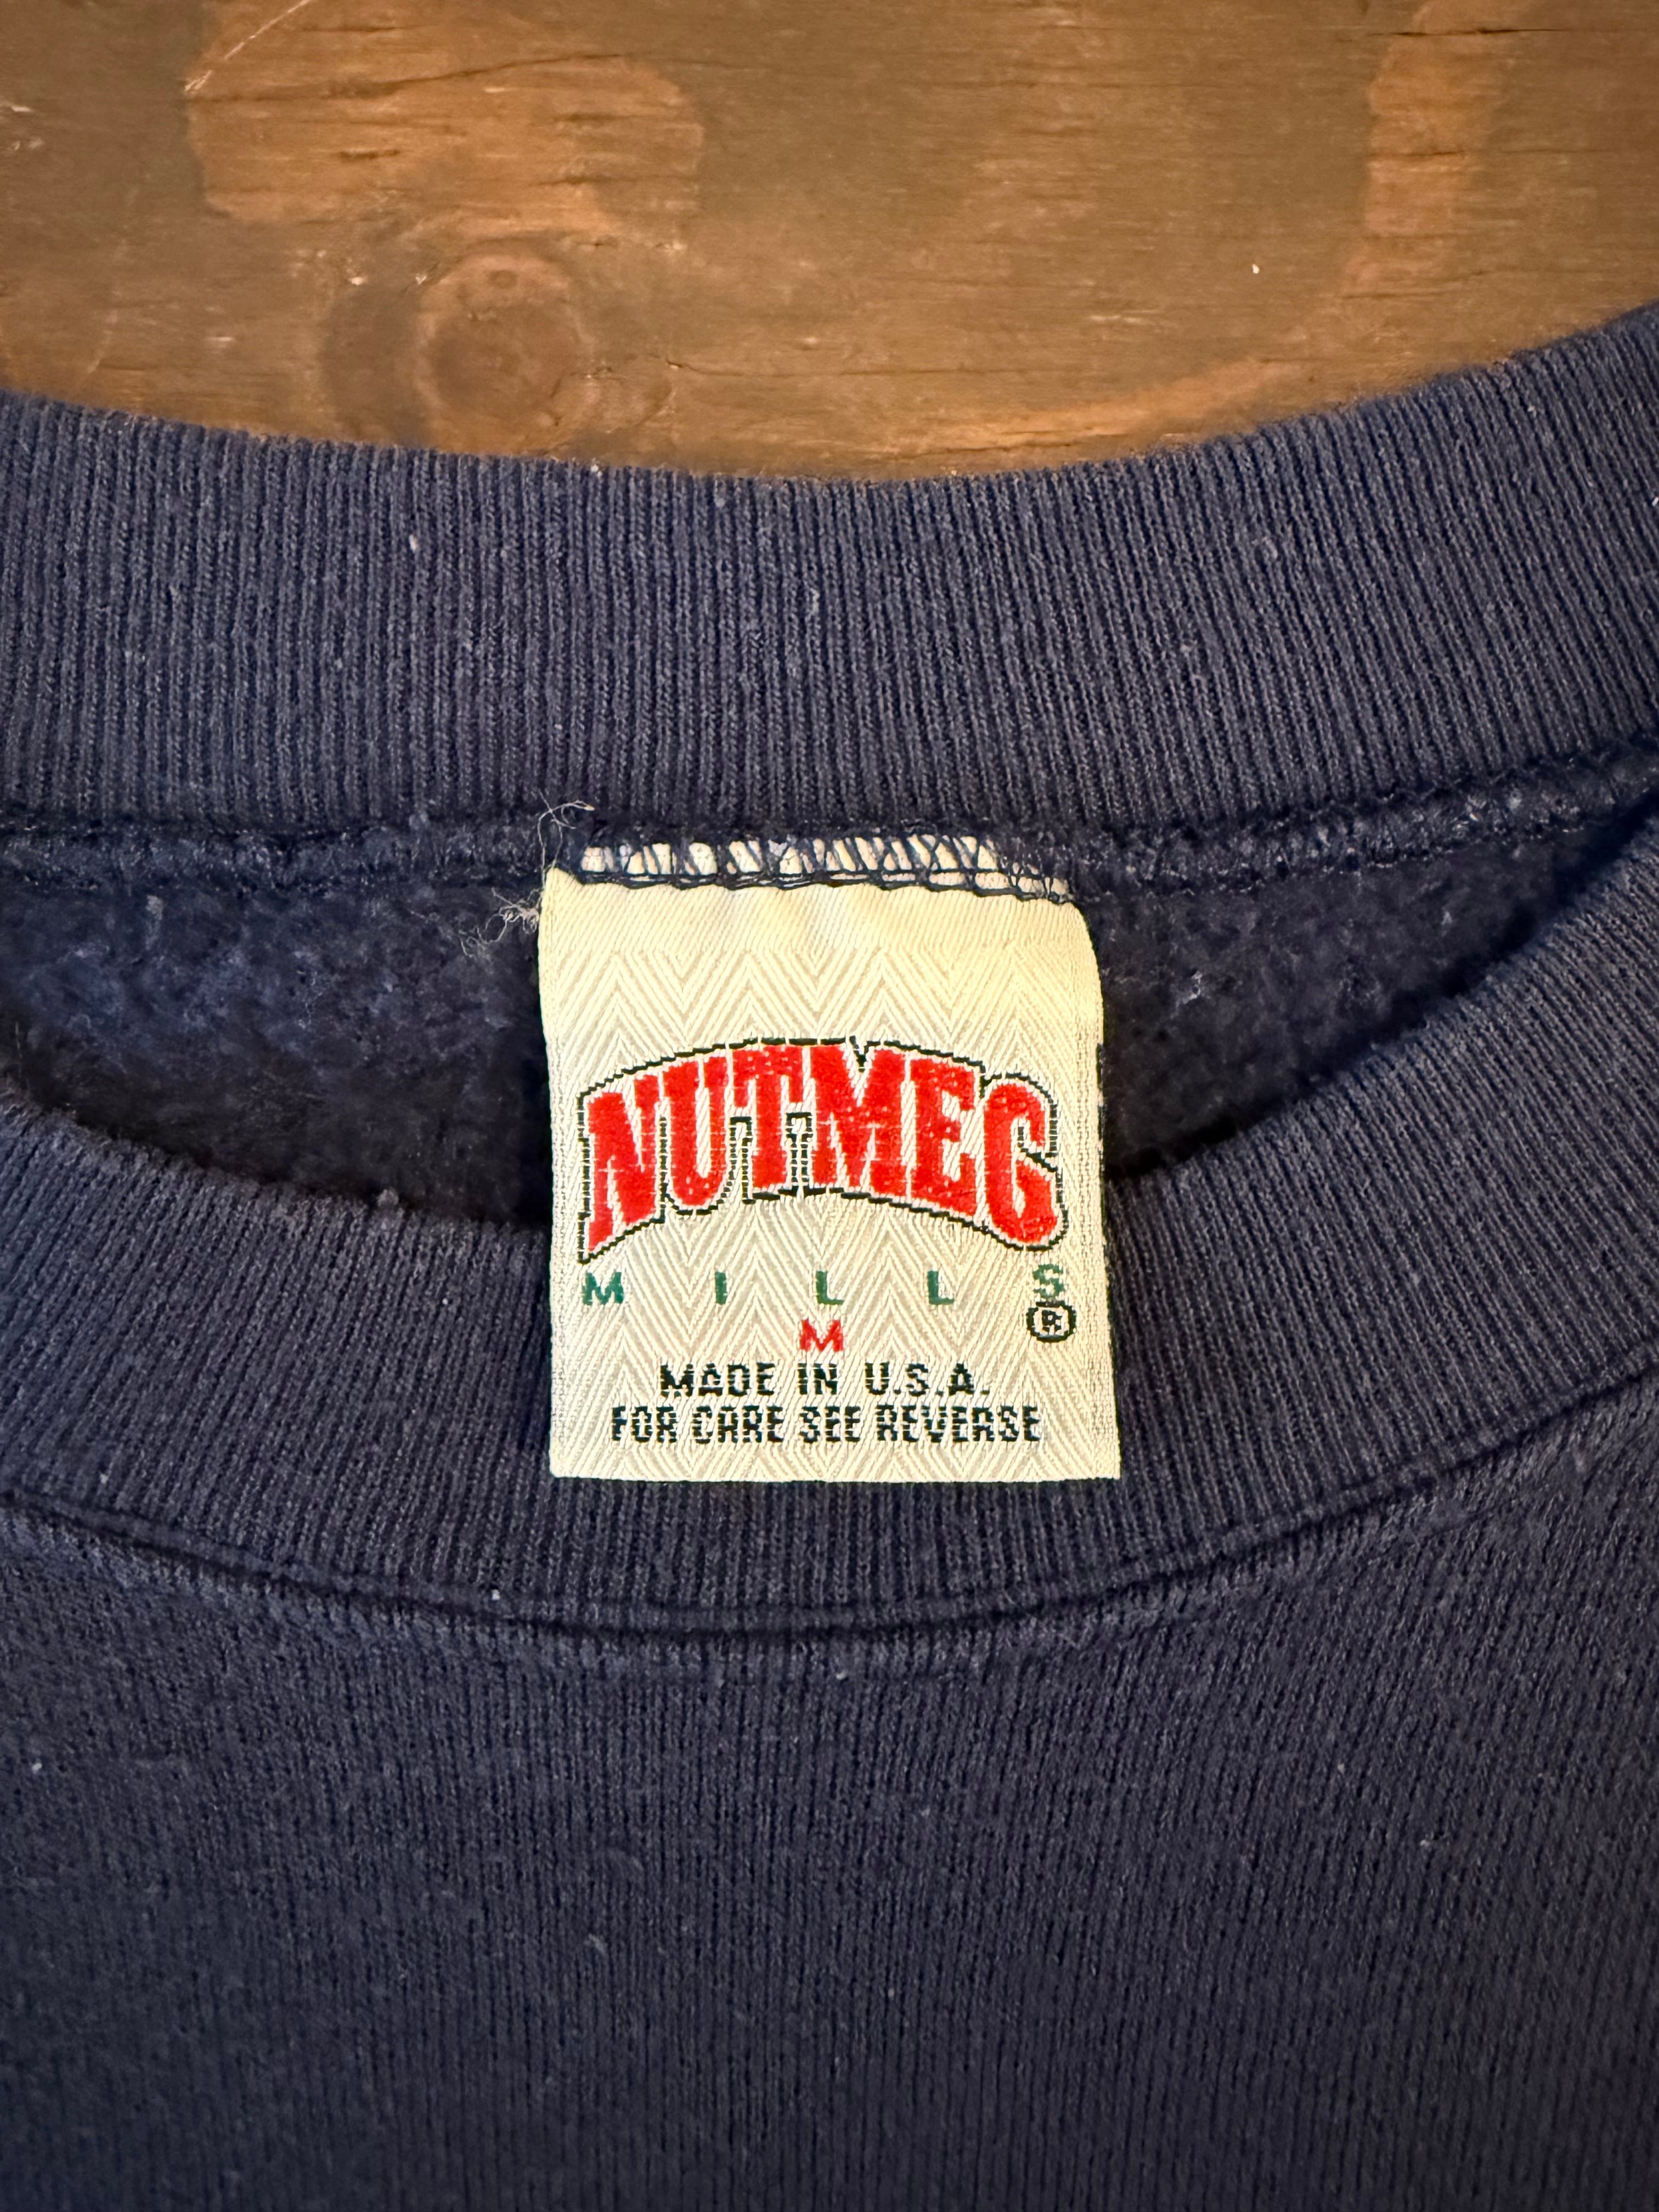 NUTMEG
MILLS
®
M
MADE IN U.S.A.
FOR CARE SEE REVERSE